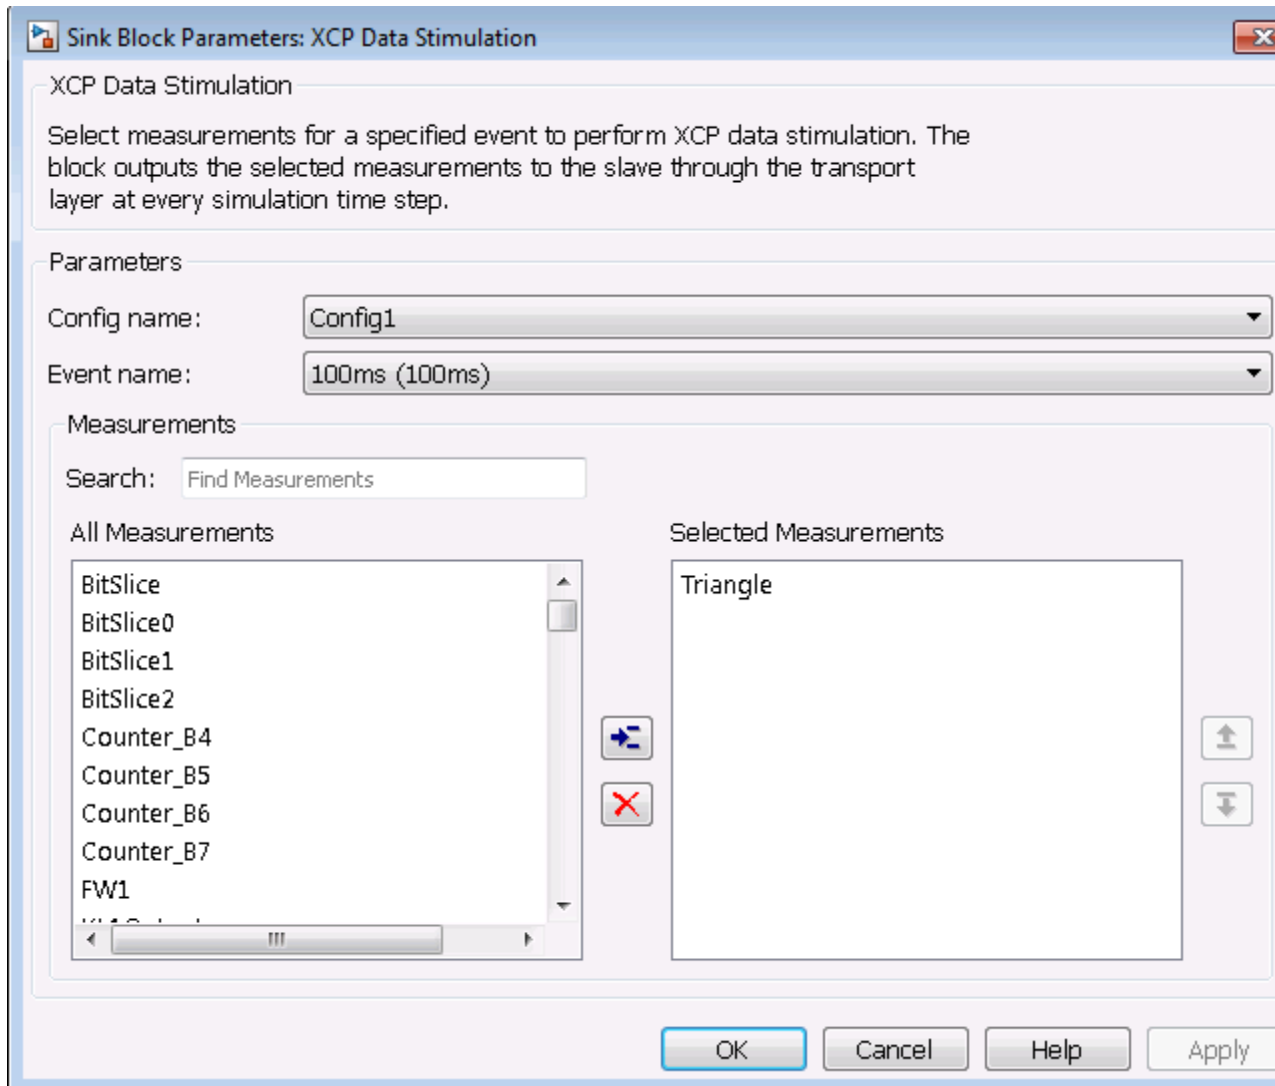 Sink Block Parameters: XCP Data Stimulation
XCP Data Stimulation
Select measurements for a specified event to perform XCP data stimulation. The
block outputs the selected measurements to the slave through the transport
layer at every simulation time step.
Parameters
Config name:
Config1
Event name:
100ms (100ms)
Measurements
Search:
Find Measurements
All Measurements
BitSlice
BitSlice0
BitSlice1
BitSlice2
Counter_B4
Counter_B5
Counter_B6
Counter_B7
FW1
Selected Measurements
Triangle
OK
Cancel
Help
Apply